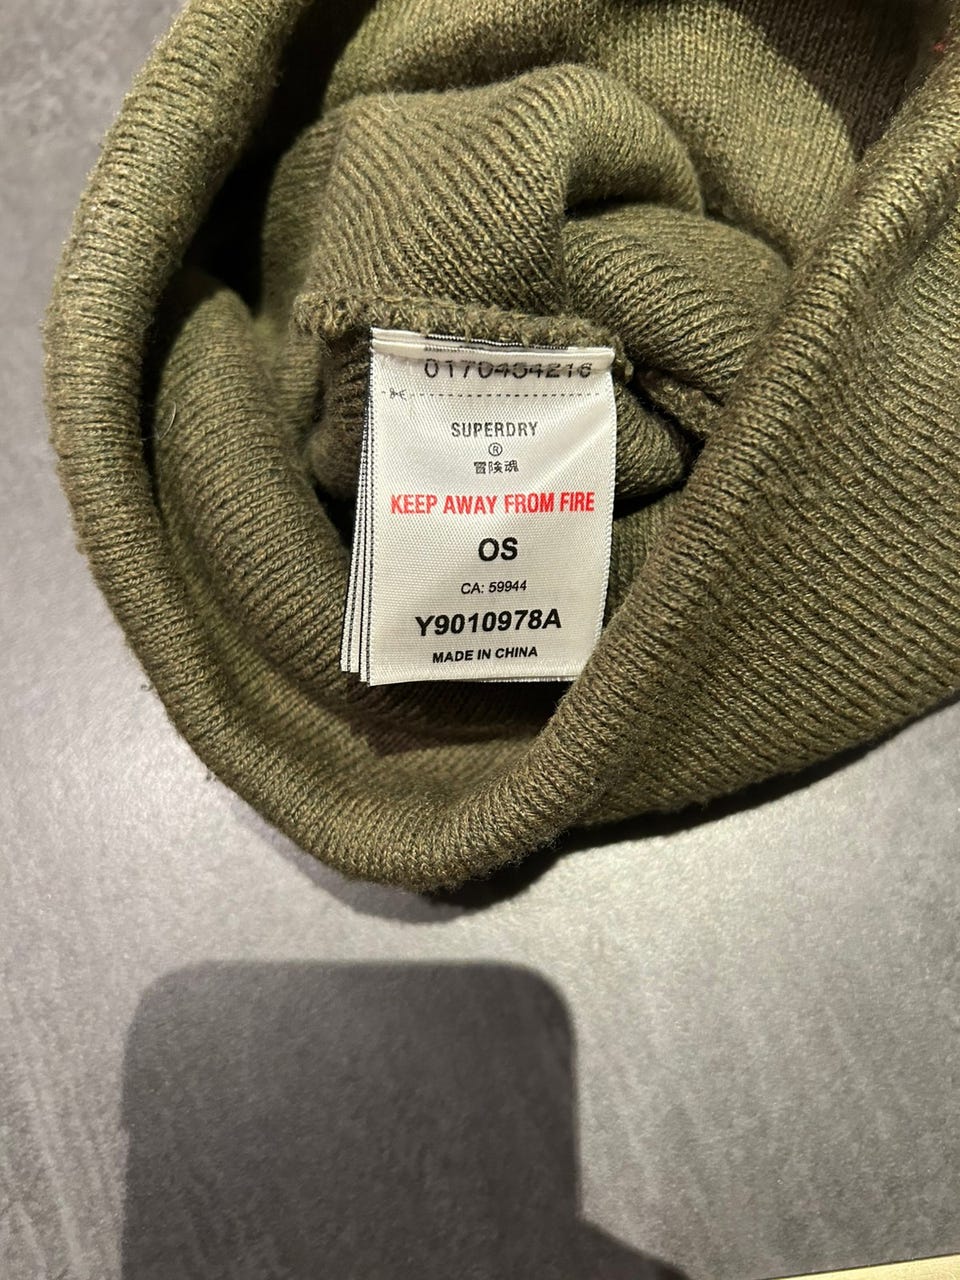 0170454216
SUPERDRY
®
冒険魂
KEEP AWAY FROM FIRE
OS
CA: 59944
Y9010978A
MADE IN CHINA